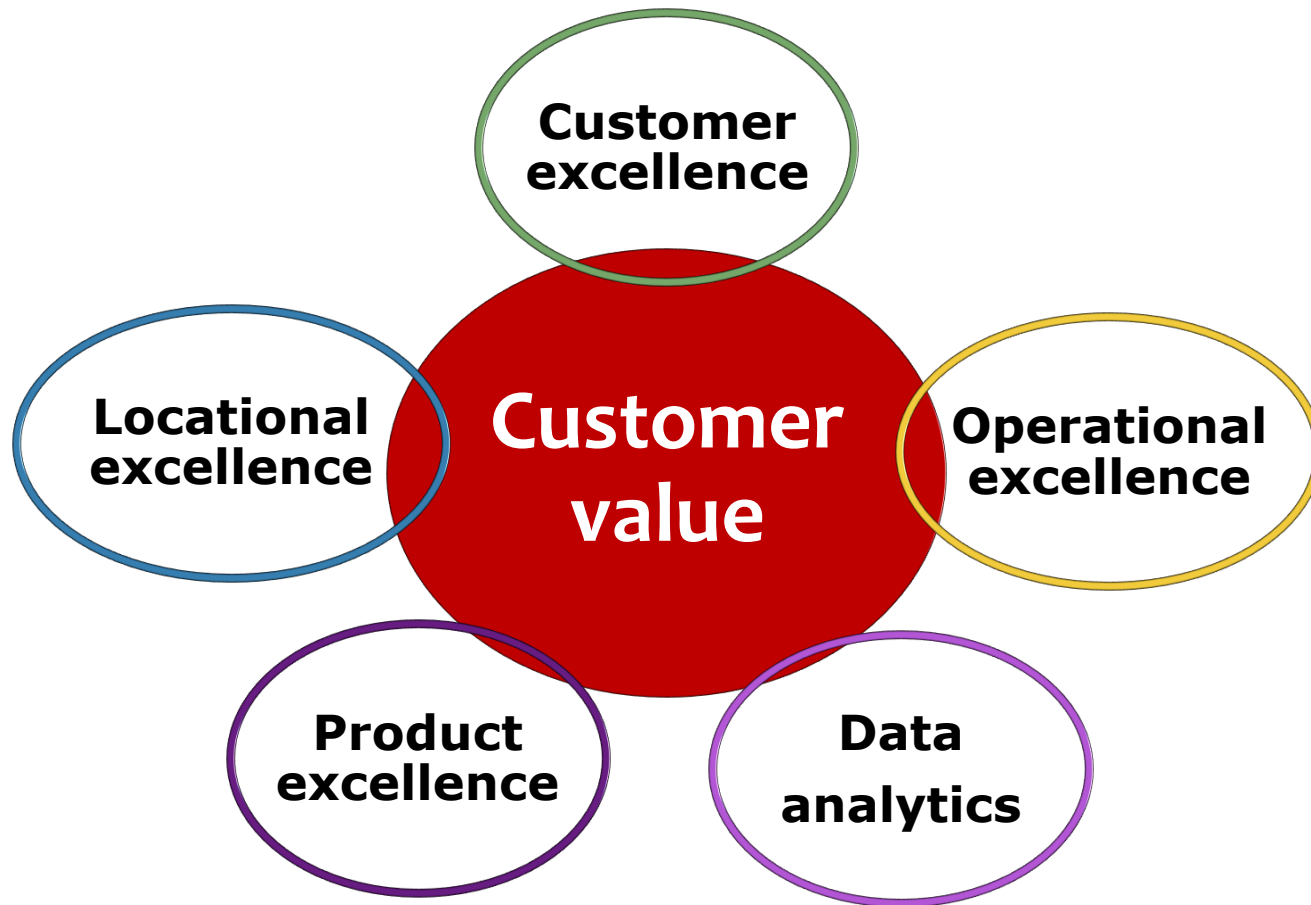 Customer
excellence
Locational
excellence
Customer
value
Operational
excellence
Product
excellence
Data
analytics